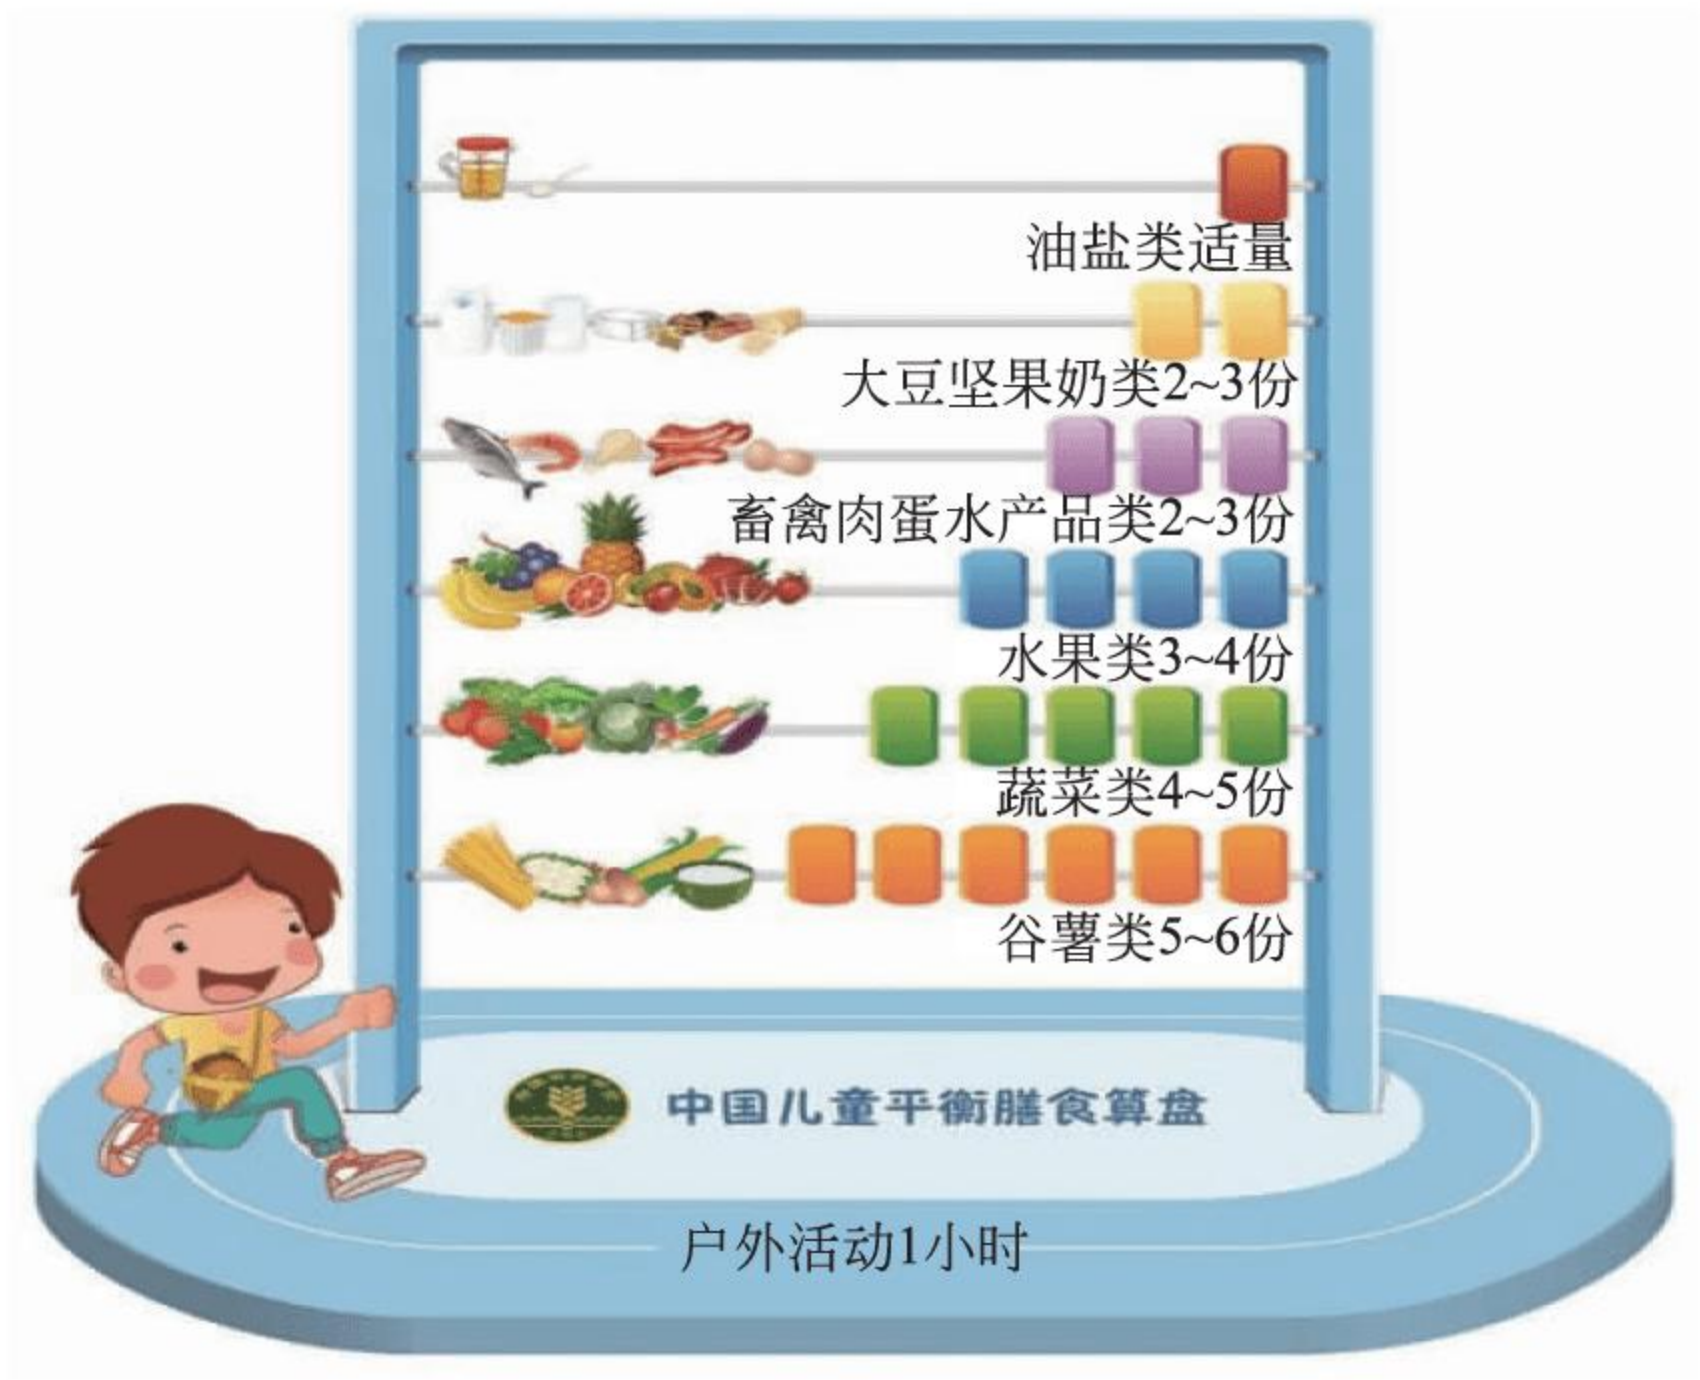 油盐类适量
大豆坚果奶类2~3份
畜禽肉蛋水产品类2~3份
水果类3~4份
蔬菜类4~5份
谷薯类5~6份
中国儿童平衡膳食算盘
户外活动1小时